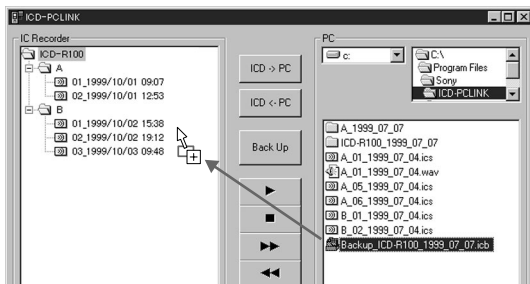 ICD-PCLINK
IC Recorder
ICD-R100
A
01_1999/10/01 09:07
02_1999/10/01 12:53
B
01_1999/10/02 15:38
02_1999/10/02 19:12
03_1999/10/03 09:48
ICD -> PC
ICD <- PC
Back Up
PC
c:
C:\
Program Files
Sony
ICD-PCLINK
A_1999_07_07
ICD-R100_1999_07_07
A_01_1999_07_04.ics
A_01_1999_07_04.wav
A_05_1999_07_04.ics
A_06_1999_07_04.ics
B_01_1999_07_04.ics
B_02_1999_07_04.ics
Backup_ICD-R100_1999_07_07.icb